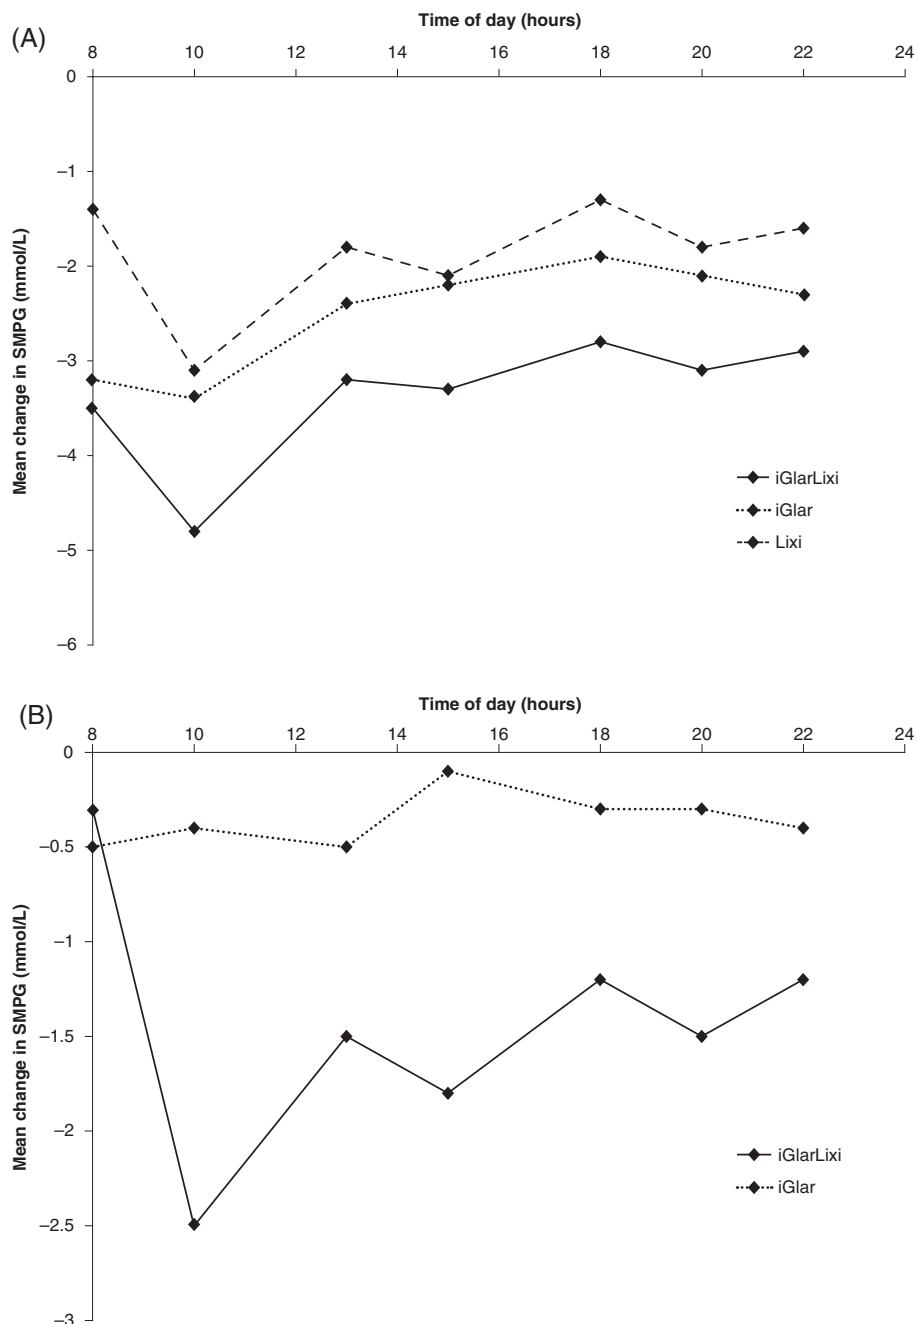 (A)
Time of day (hours)
8 10 12 14 16 18 20 22 24
0
–1
–2
–3
–4
–5
–6
Mean change in SMPG (mmol/L)
iGlarLixi
iGlar
Lixi
(B)
Time of day (hours)
8 10 12 14 16 18 20 22 24
0
–0.5
–1
–1.5
–2
–2.5
–3
Mean change in SMPG (mmol/L)
iGlarLixi
iGlar